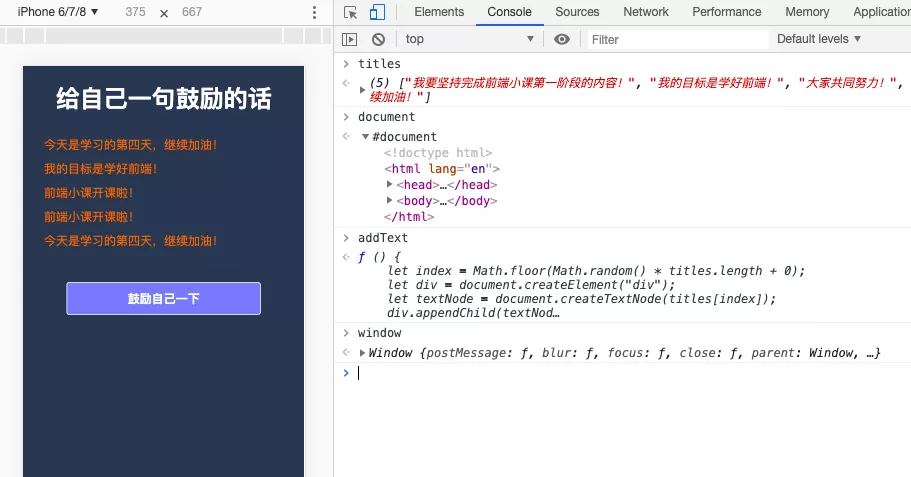 iPhone 6/7/8 ▼ 375 × 667
Elements Console Sources Network Performance Memory Application
top ▼ Filter Default levels ▼
给自己一句鼓励的话
今天是学习的第四天，继续加油！
我的目标是学好前端！
前端小课开课啦！
前端小课开课啦！
今天是学习的第四天，继续加油！
鼓励自己一下
titles
(5) ["我要坚持完成前端小课第一阶段的内容！", "我的目标是学好前端！", "大家共同努力！",
续加油！"]
document
#document
<!doctype html>
<html lang="en">
<head>…</head>
<body>…</body>
</html>
addText
ƒ () {
let index = Math.floor(Math.random() * titles.length + 0);
let div = document.createElement("div");
let textNode = document.createTextNode(titles[index]);
div.appendChild(textNod…
window
Window {postMessage: ƒ, blur: ƒ, focus: ƒ, close: ƒ, parent: Window, …}